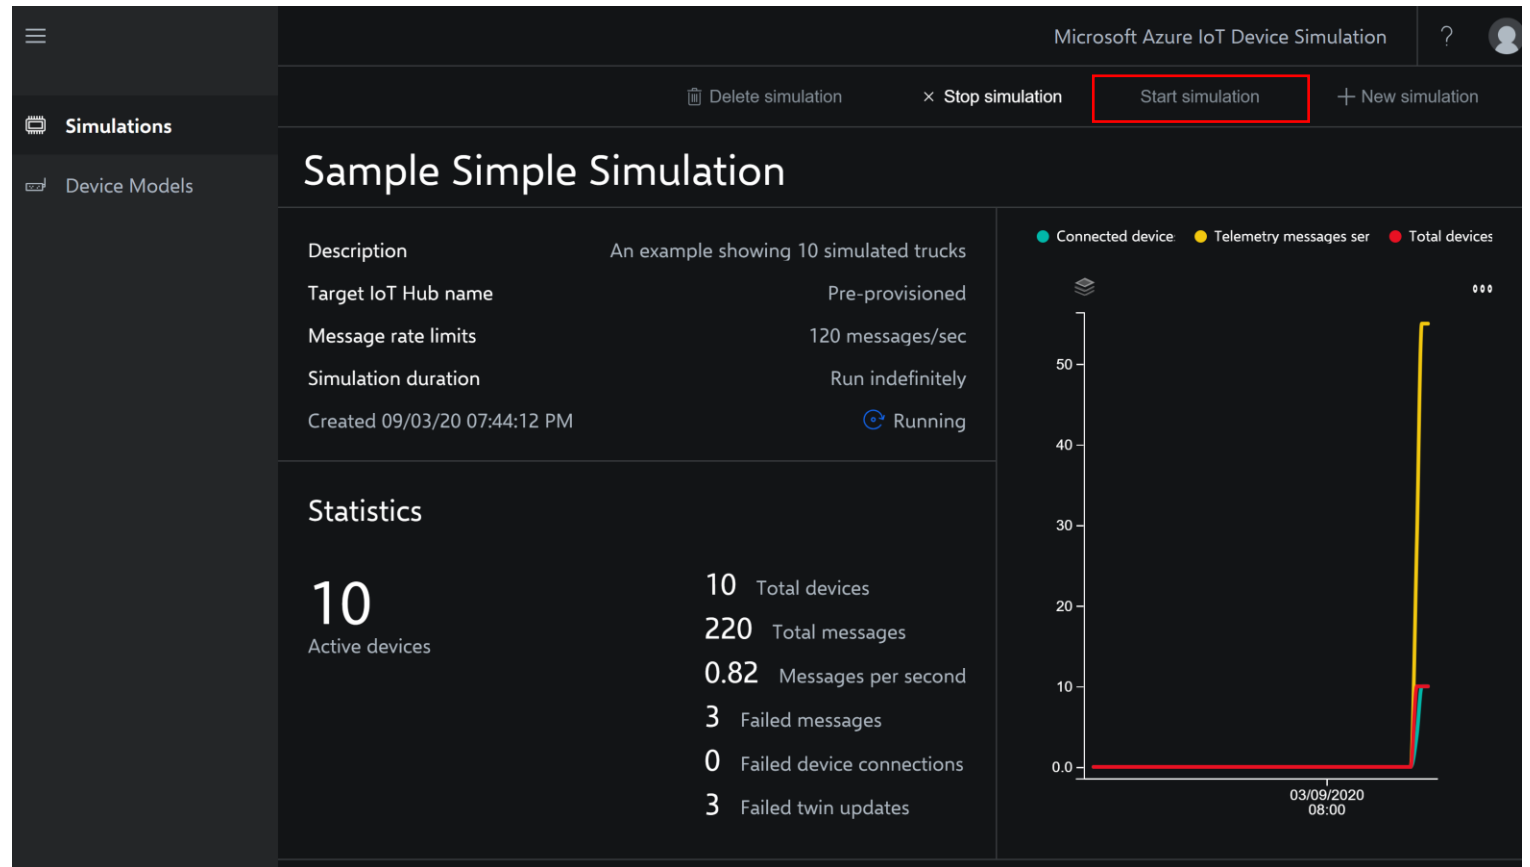 Microsoft Azure IoT Device Simulation ?
Delete simulation × Stop simulation Start simulation + New simulation
Simulations
Device Models
Sample Simple Simulation
Description An example showing 10 simulated trucks
Target IoT Hub name Pre-provisioned
Message rate limits 120 messages/sec
Simulation duration Run indefinitely
Created 09/03/20 07:44:12 PM Running
Statistics
10
Active devices
10 Total devices
220 Total messages
0.82 Messages per second
3 Failed messages
0 Failed device connections
3 Failed twin updates
Connected device Telemetry messages ser Total devices
50
40
30
20
10
0.0
03/09/2020
08:00